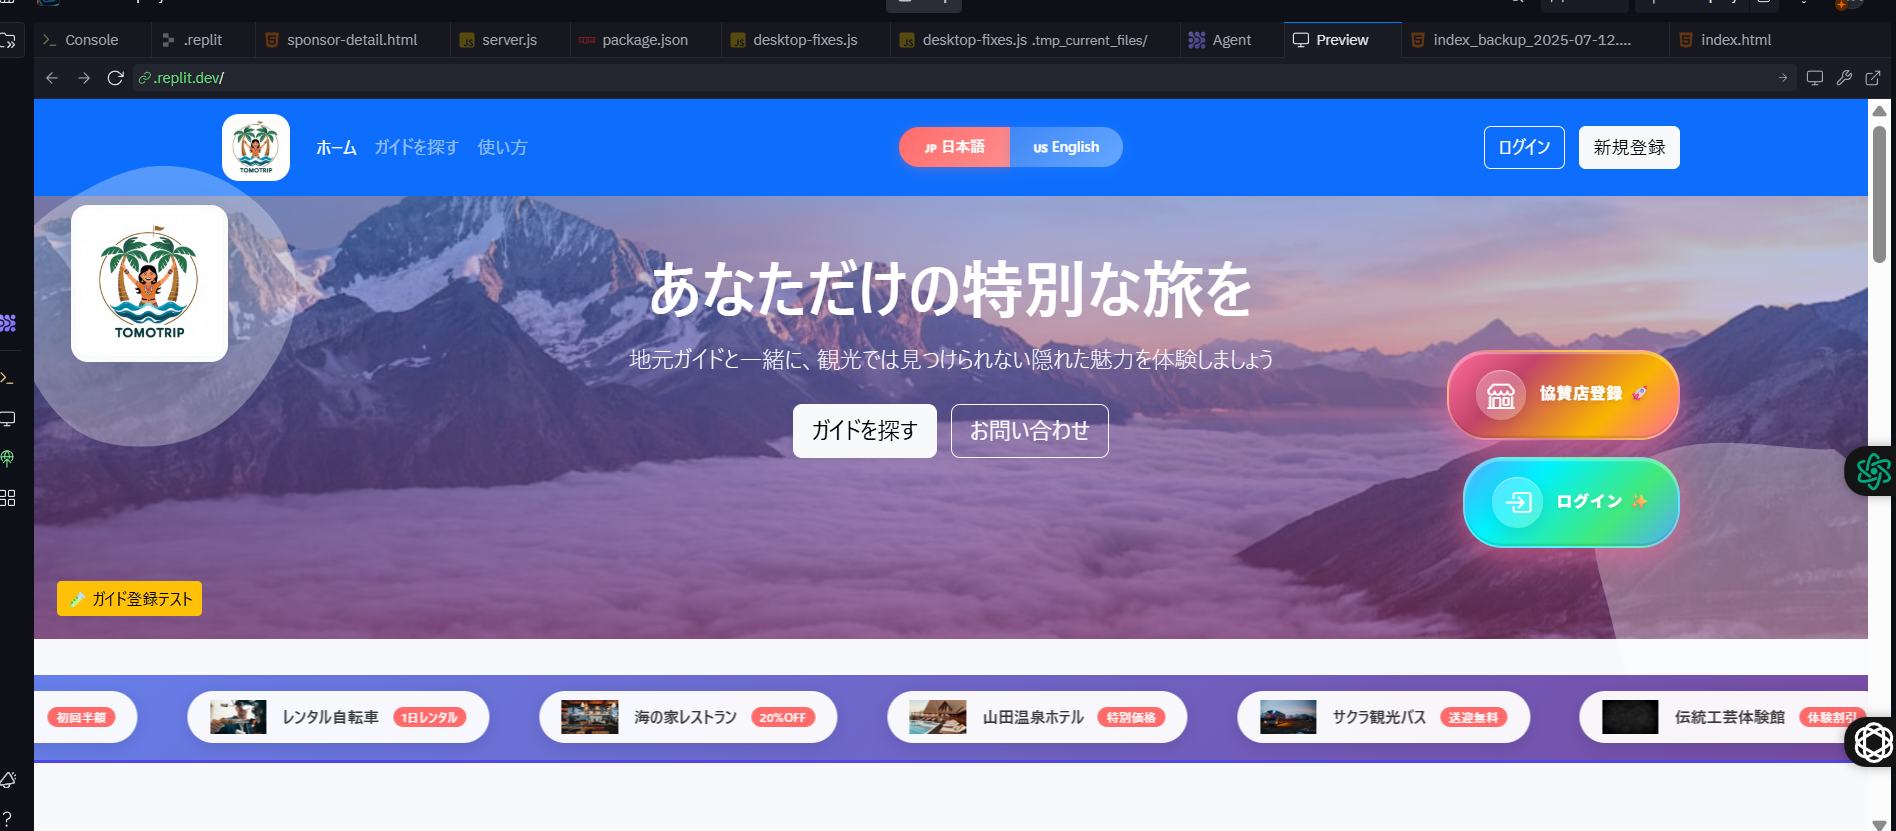 Console
.replit
sponsor-detail.html
server.js
package.json
desktop-fixes.js
desktop-fixes.js .tmp_current_files/
Agent
Preview
index_backup_2025-07-12....
index.html
.replit.dev/
TOMOTRIP
ホーム
ガイドを探す
使い方
JP 日本語
US English
ログイン
新規登録
TOMOTRIP
あなただけの特別な旅を
地元ガイドと一緒に、観光では見つけられない隠れた魅力を体験しましょう
ガイドを探す
お問い合わせ
協賛店登録 🚀
ログイン ✨
🧪 ガイド登録テスト
初回半額
レンタル自転車 1日レンタル
海の家レストラン 20%OFF
山田温泉ホテル 特別価格
サクラ観光バス 送迎無料
伝統工芸体験館 体験割引